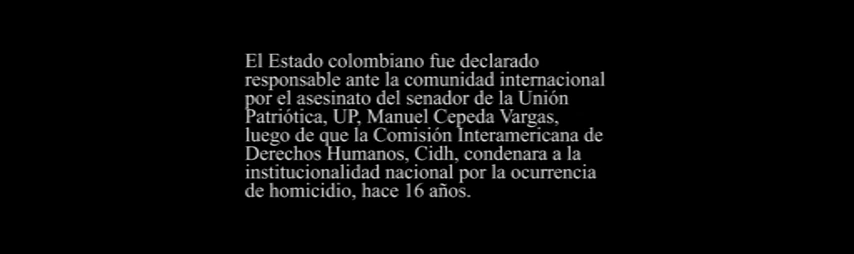 El Estado colombiano fue declarado
responsable ante la comunidad internacional
por el asesinato del senador de la Unión
Patriótica, UP, Manuel Cepeda Vargas,
luego de que la Comisión Interamericana de
Derechos Humanos, Cidh, condenara a la
institucionalidad nacional por la ocurrencia
de homicidio, hace 16 años.